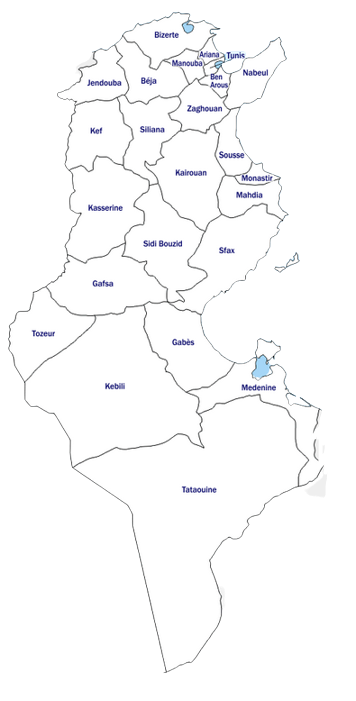 Bizerte
Ariana
Tunis
Manouba
Nabeul
Jendouba
Béja
Ben
Arous
Zaghouan
Kef
Siliana
Sousse
Kairouan
Monastir
Mahdia
Kasserine
Sidi Bouzid
Sfax
Gafsa
Tozeur
Gabès
Kebili
Medenine
Tataouine